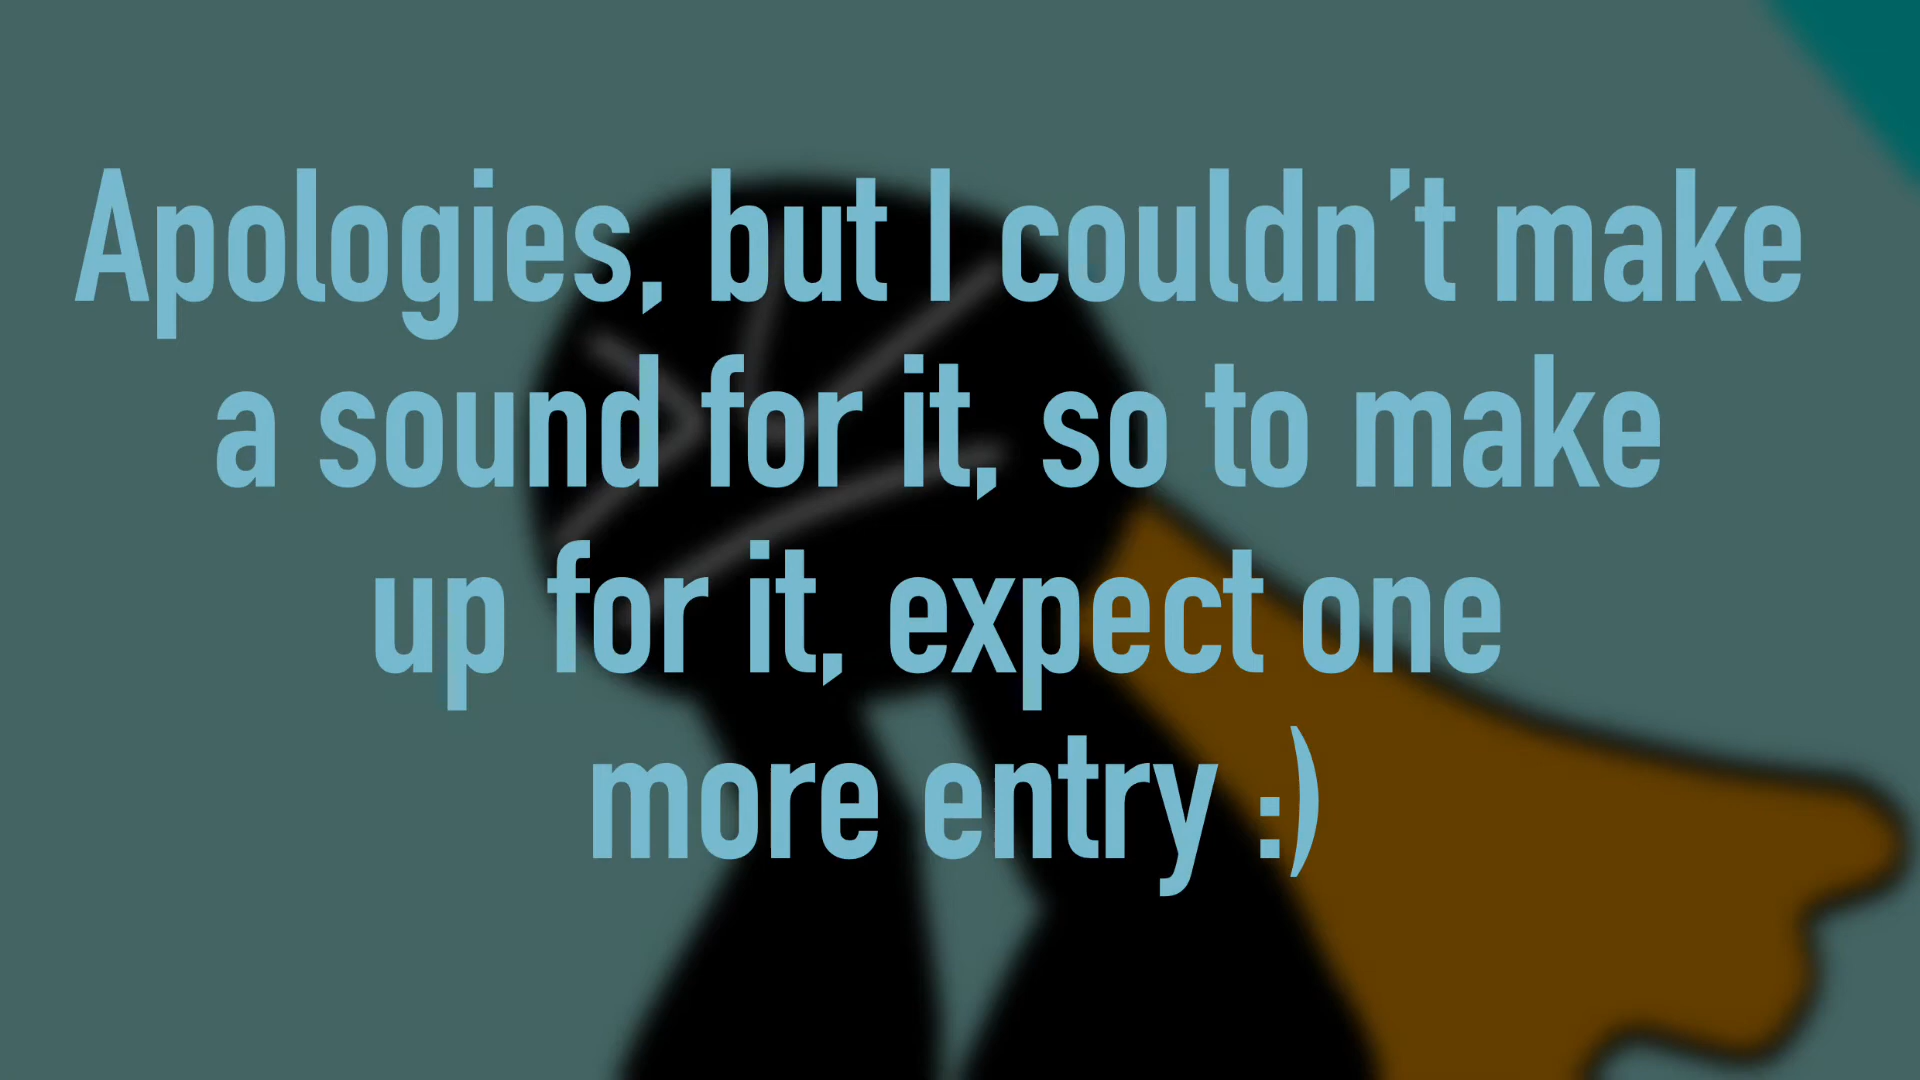 Apologies, but I couldn’t make
a sound for it, so to make
up for it, expect one
more entry :)